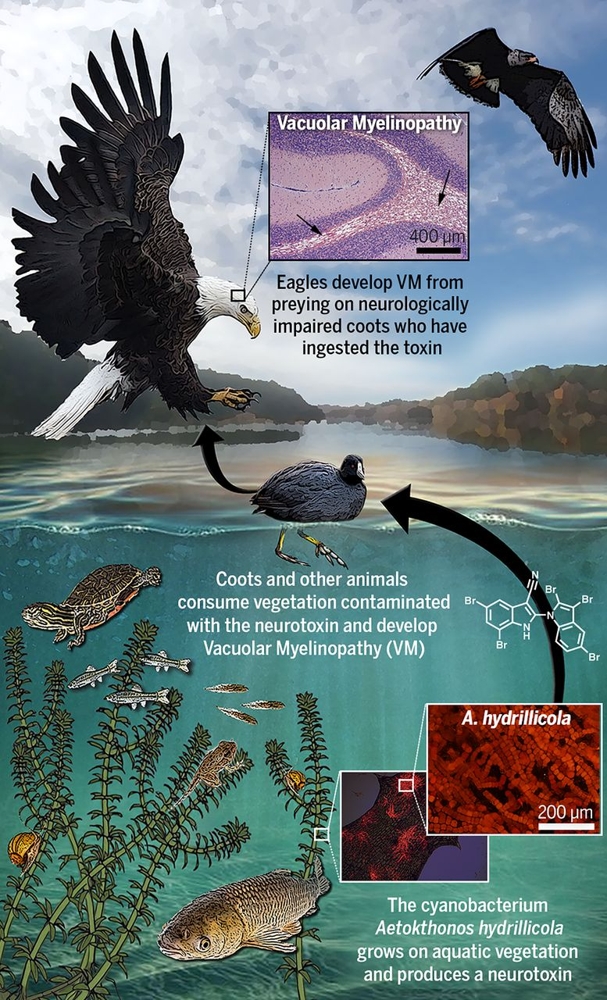 Vacuolar Myelinopathy
400 µm
Eagles develop VM from
preying on neurologically
impaired coots who have
ingested the toxin
Coots and other animals
consume vegetation contaminated
with the neurotoxin and develop
Vacuolar Myelinopathy (VM)
N
Br
Br
Br
N
N
H
Br
Br
A. hydrillicola
200 µm
The cyanobacterium
Aetokthonos hydrillicola
grows on aquatic vegetation
and produces a neurotoxin